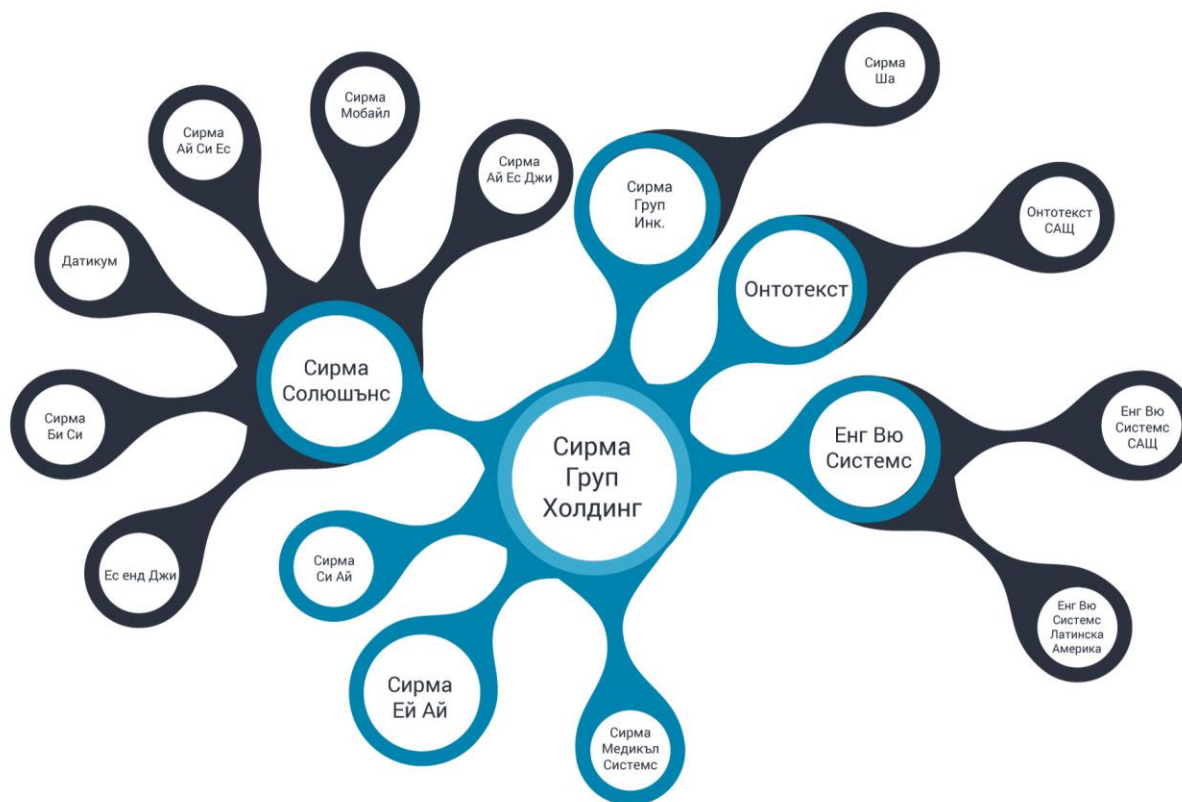 Сирма
Ша
Сирма
Мобайл
Сирма
Ай Си Ес
Сирма
Ай Ес Джи
Сирма
Груп
Инк.
Онтотекст
САЩ
Датикум
Онтотекст
Сирма
Солюшънс
Сирма
Би Си
Енг Вю
Системс
Енг Вю
Системс
САЩ
Сирма
Груп
Холдинг
Ес енд Джи
Сирма
Си Ай
Енг Вю
Системс
Латинска
Америка
Сирма
Ей Ай
Сирма
Медикъл
Системс